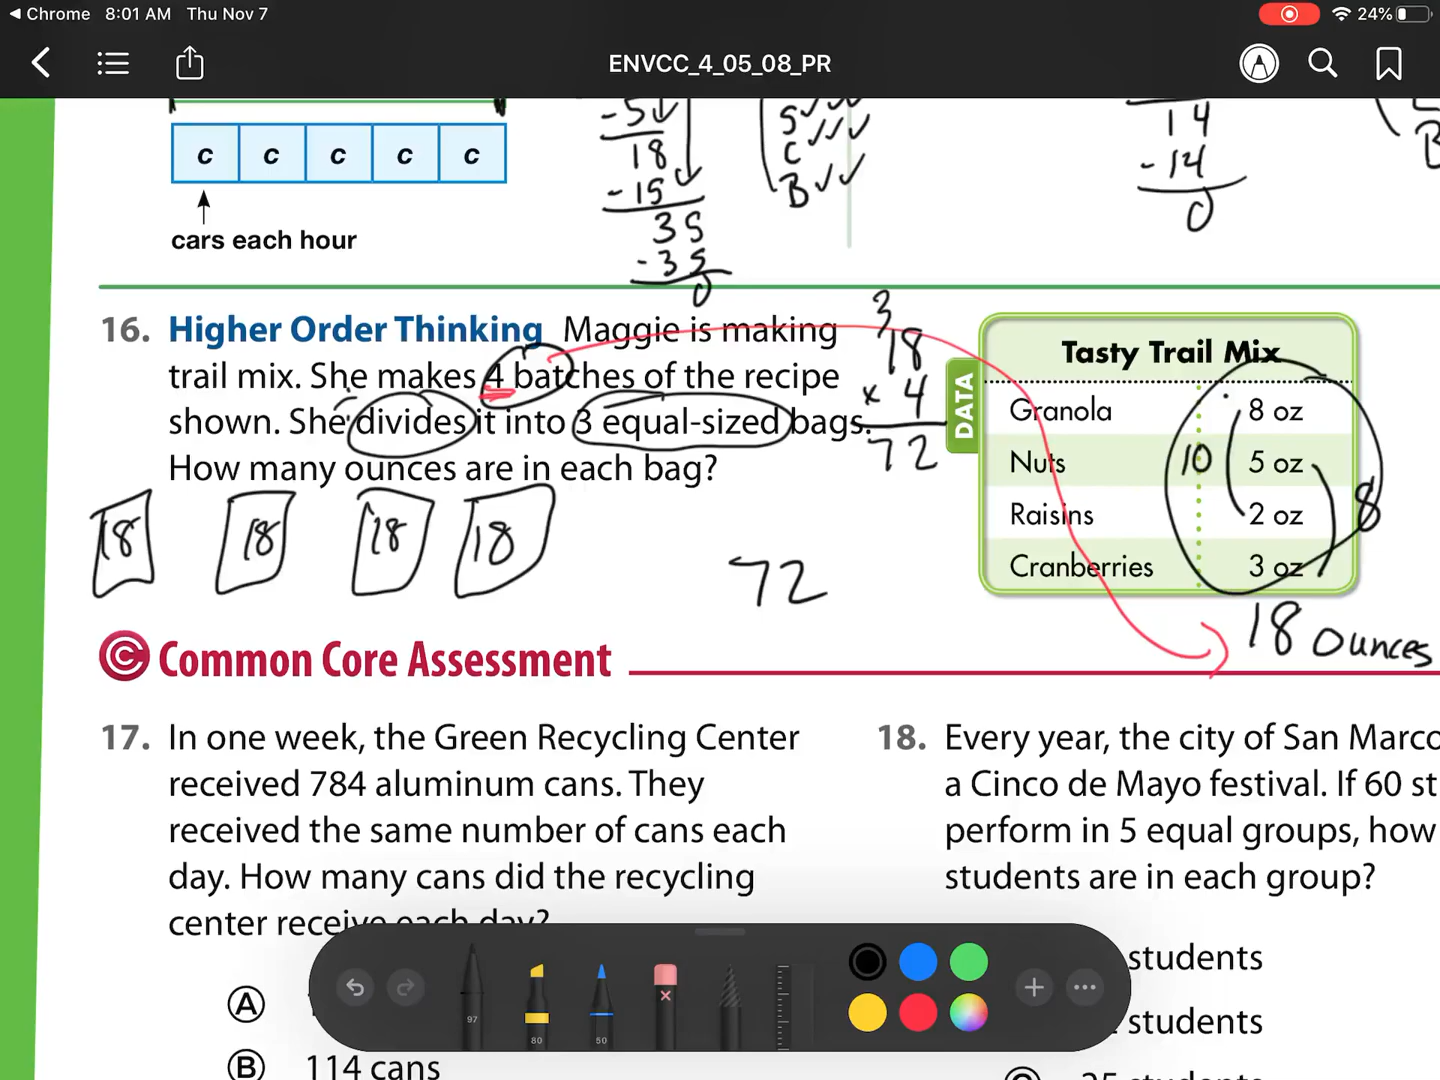 Chrome 8:01 AM Thu Nov 7
24%
ENVCC_4_05_08_PR
c c c c c
cars each hour
-5
18
-15
35
-35
0
S
C
B
14
-14
0
B
16. Higher Order Thinking Maggie is making
trail mix. She makes 4 batches of the recipe
shown. She divides it into 3 equal-sized bags.
How many ounces are in each bag?
3
18
x 4
72
DATA
Tasty Trail Mix
Granola 8 oz
Nuts 10 5 oz
Raisins 2 oz 8
Cranberries 3 oz
18 18 18 18
72
18 ounces
Common Core Assessment
17. In one week, the Green Recycling Center
received 784 aluminum cans. They
received the same number of cans each
day. How many cans did the recycling
center receive each day?
A
B 114 cans
18. Every year, the city of San Marco
a Cinco de Mayo festival. If 60 st
perform in 5 equal groups, how
students are in each group?
students
students
97 80 50